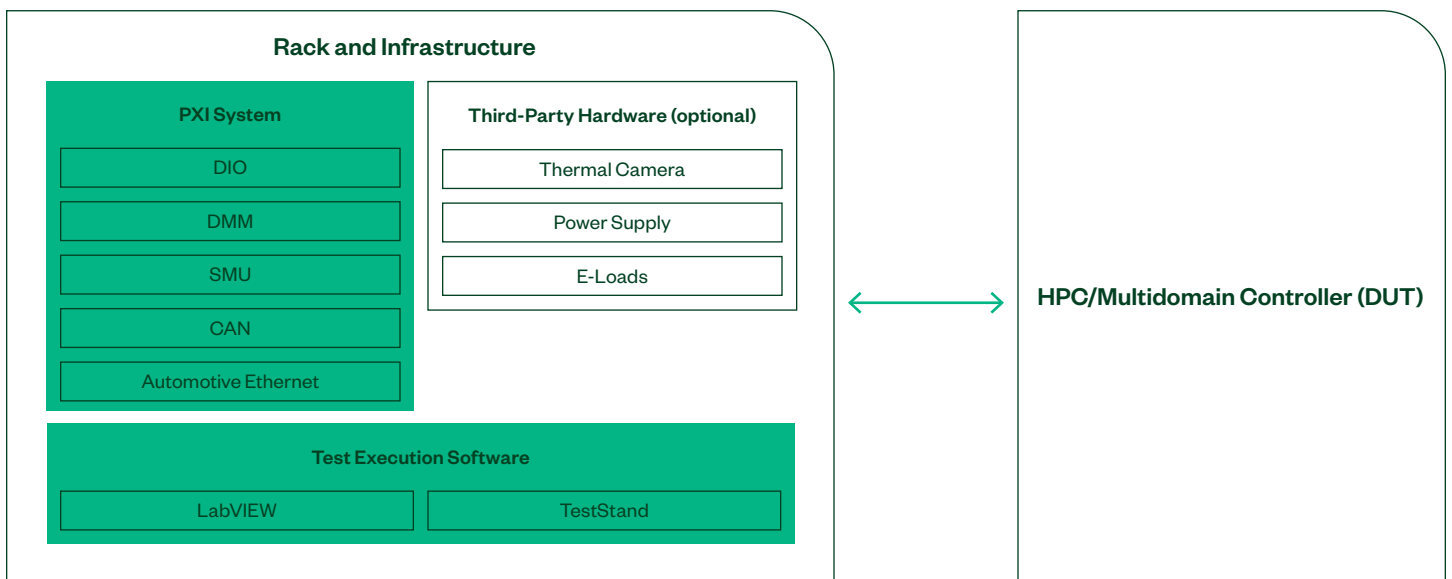 Rack and Infrastructure
PXI System
DIO
DMM
SMU
CAN
Automotive Ethernet
Third-Party Hardware (optional)
Thermal Camera
Power Supply
E-Loads
Test Execution Software
LabVIEW
TestStand
HPC/Multidomain Controller (DUT)